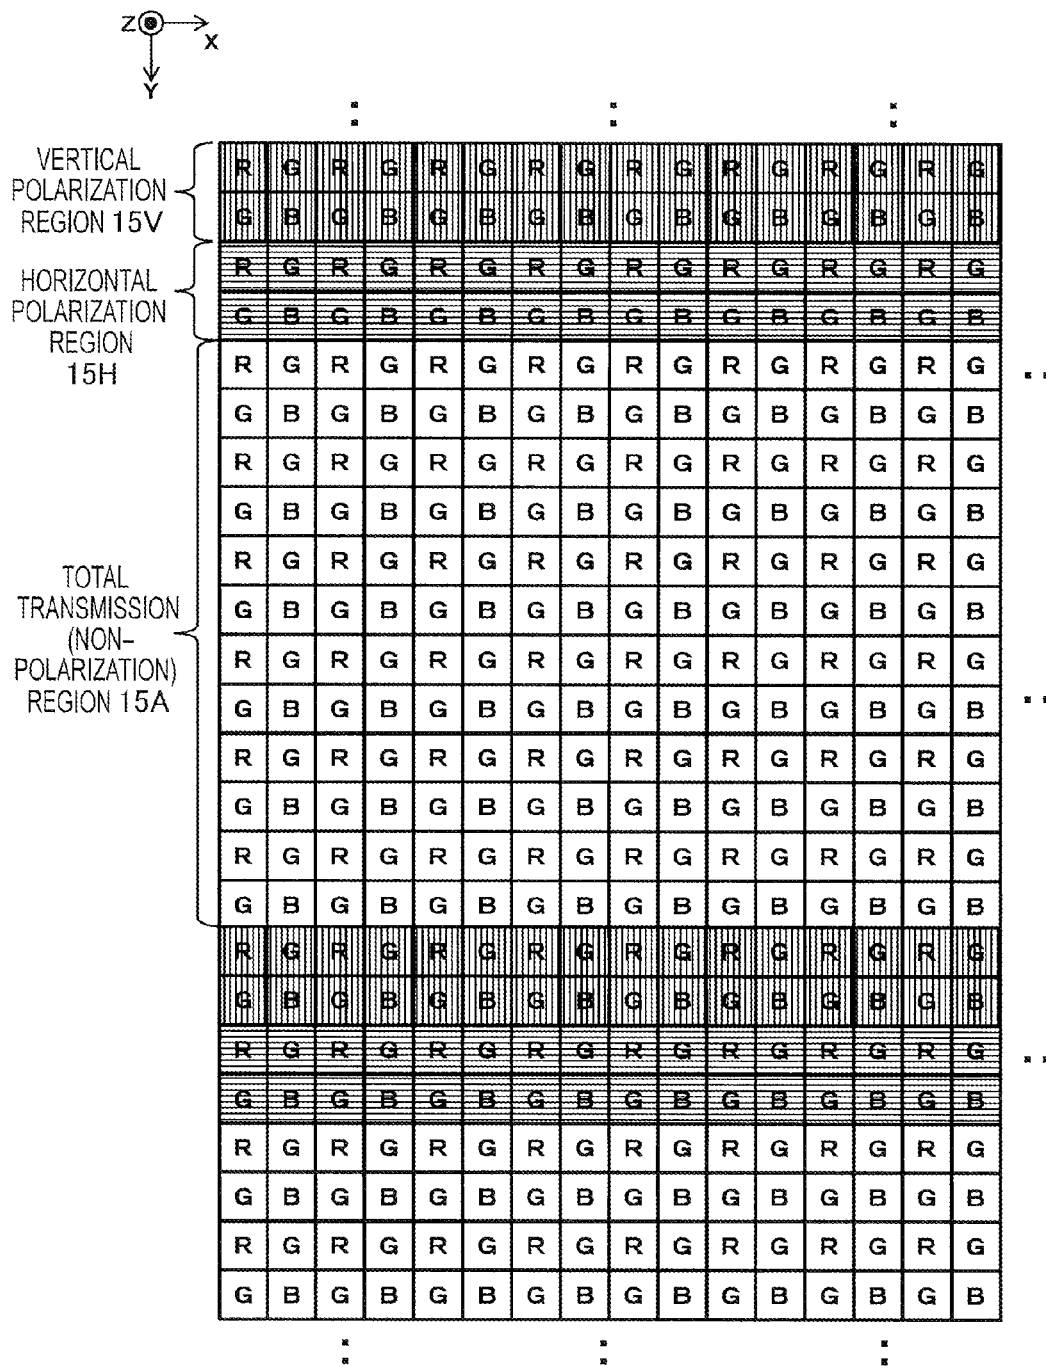 Z X
Y
VERTICAL
POLARIZATION
REGION 15V
HORIZONTAL
POLARIZATION
REGION
15H
TOTAL
TRANSMISSION
(NON-
POLARIZATION)
REGION 15A
R G R G R G R G R G R G R G R G
G B G B G B G B G B G B G B G B
R G R G R G R G R G R G R G R G
G B G B G B G B G B G B G B G B
R G R G R G R G R G R G R G R G
G B G B G B G B G B G B G B G B
R G R G R G R G R G R G R G R G
G B G B G B G B G B G B G B G B
R G R G R G R G R G R G R G R G
G B G B G B G B G B G B G B G B
R G R G R G R G R G R G R G R G
G B G B G B G B G B G B G B G B
R G R G R G R G R G R G R G R G
G B G B G B G B G B G B G B G B
R G R G R G R G R G R G R G R G
G B G B G B G B G B G B G B G B
R G R G R G R G R G R G R G R G
G B G B G B G B G B G B G B G B
R G R G R G R G R G R G R G R G
G B G B G B G B G B G B G B G B
R G R G R G R G R G R G R G R G
G B G B G B G B G B G B G B G B
R G R G R G R G R G R G R G R G
G B G B G B G B G B G B G B G B